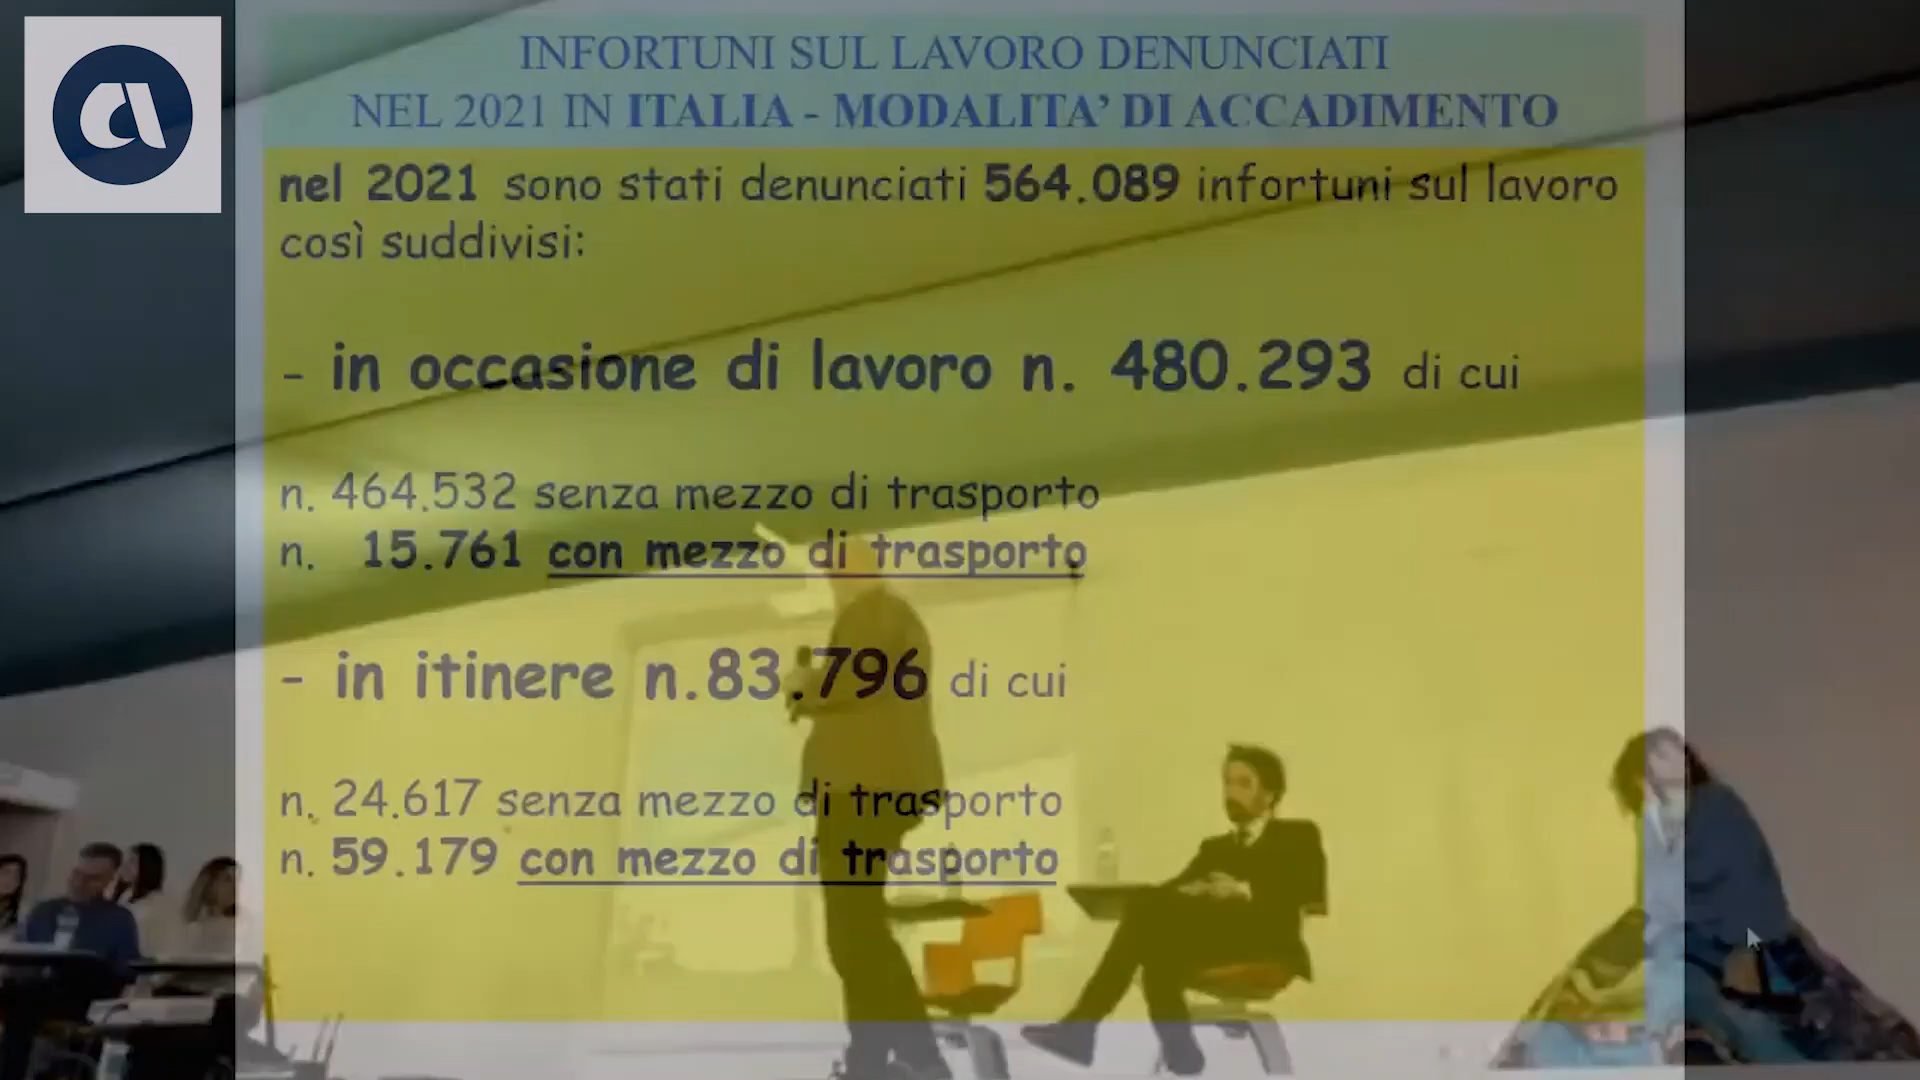 INFORTUNI SUL LAVORO DENUNCIATI
NEL 2021 IN ITALIA - MODALITA’ DI ACCADIMENTO
nel 2021 sono stati denunciati 564.089 infortuni sul lavoro
così suddivisi:
- in occasione di lavoro n. 480.293 di cui
n. 464.532 senza mezzo di trasporto
n. 15.761 con mezzo di trasporto
- in itinere n.83.796 di cui
n. 24.617 senza mezzo di trasporto
n. 59.179 con mezzo di trasporto